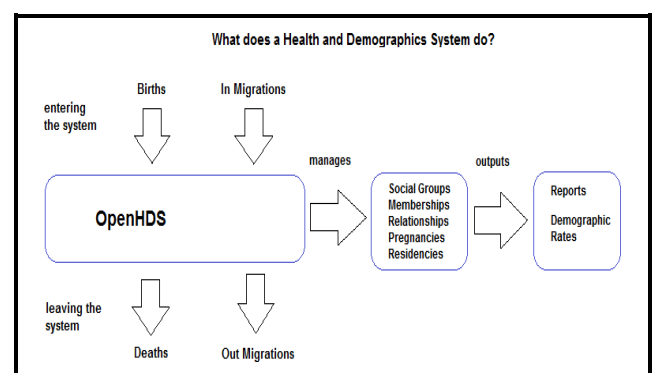 What does a Health and Demographics System do?
Births
In Migrations
entering
the system
manages
outputs
OpenHDS
Social Groups
Memberships
Relationships
Pregnancies
Residencies
Reports
Demographic
Rates
leaving the
system
Deaths
Out Migrations